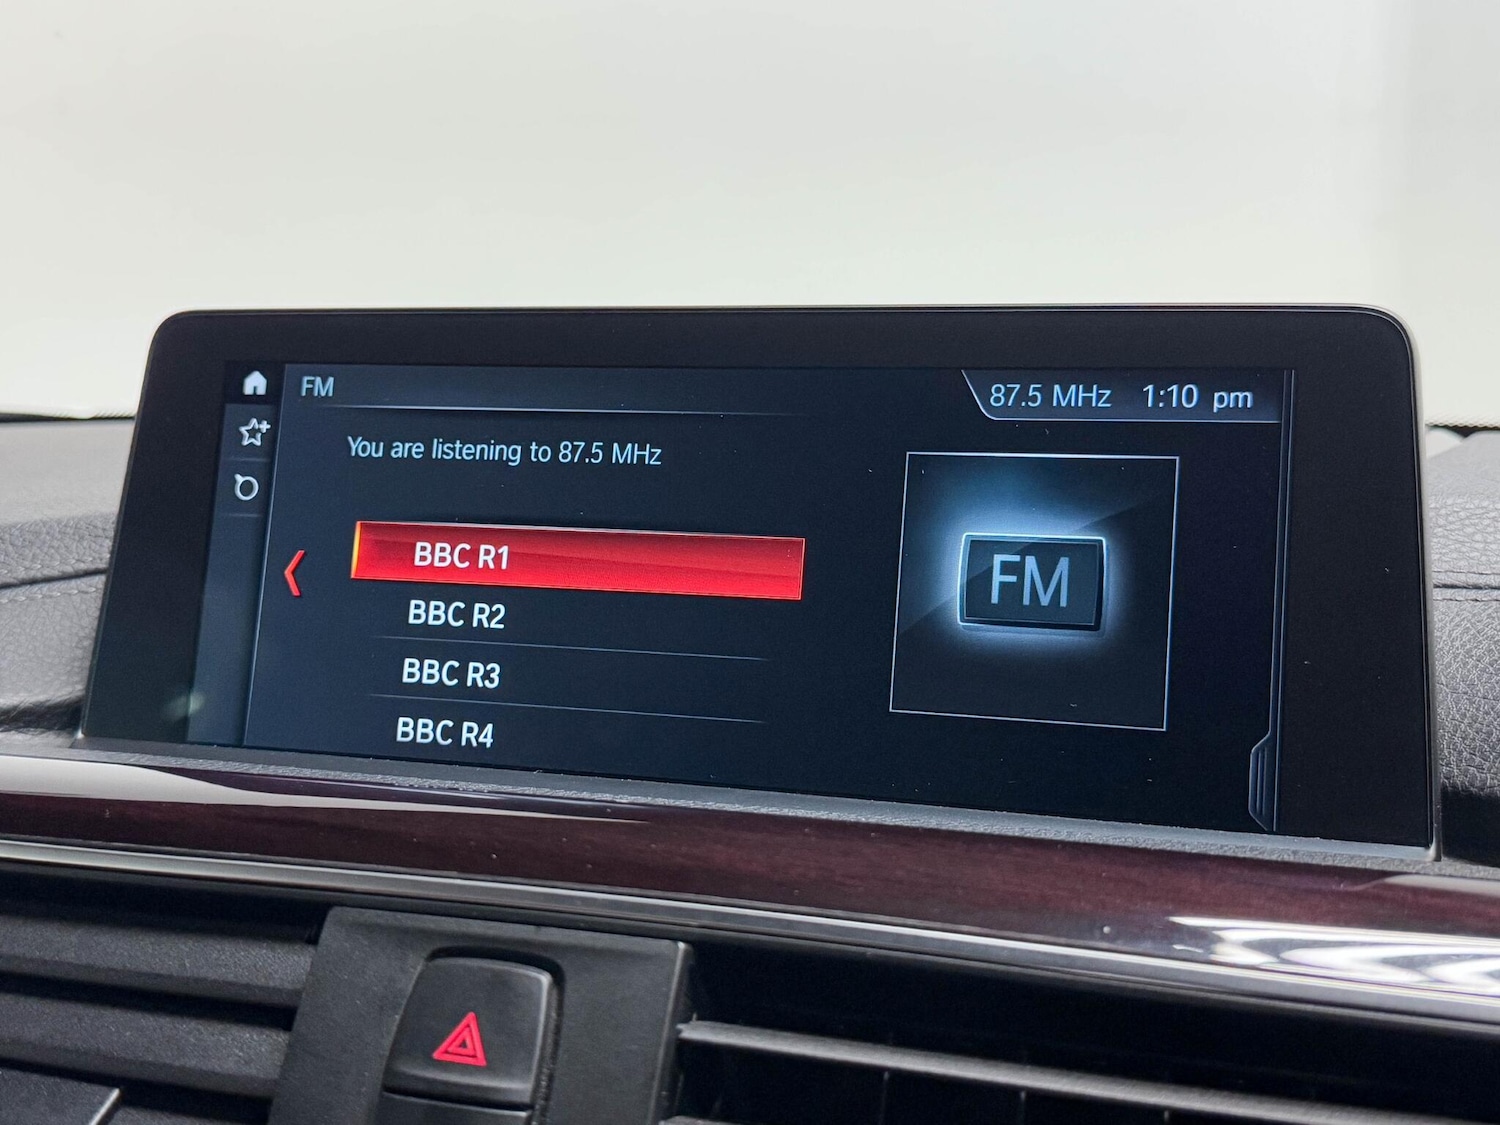 FM
87.5 MHz 1:10 pm
You are listening to 87.5 MHz
BBC R1
BBC R2
BBC R3
BBC R4
FM